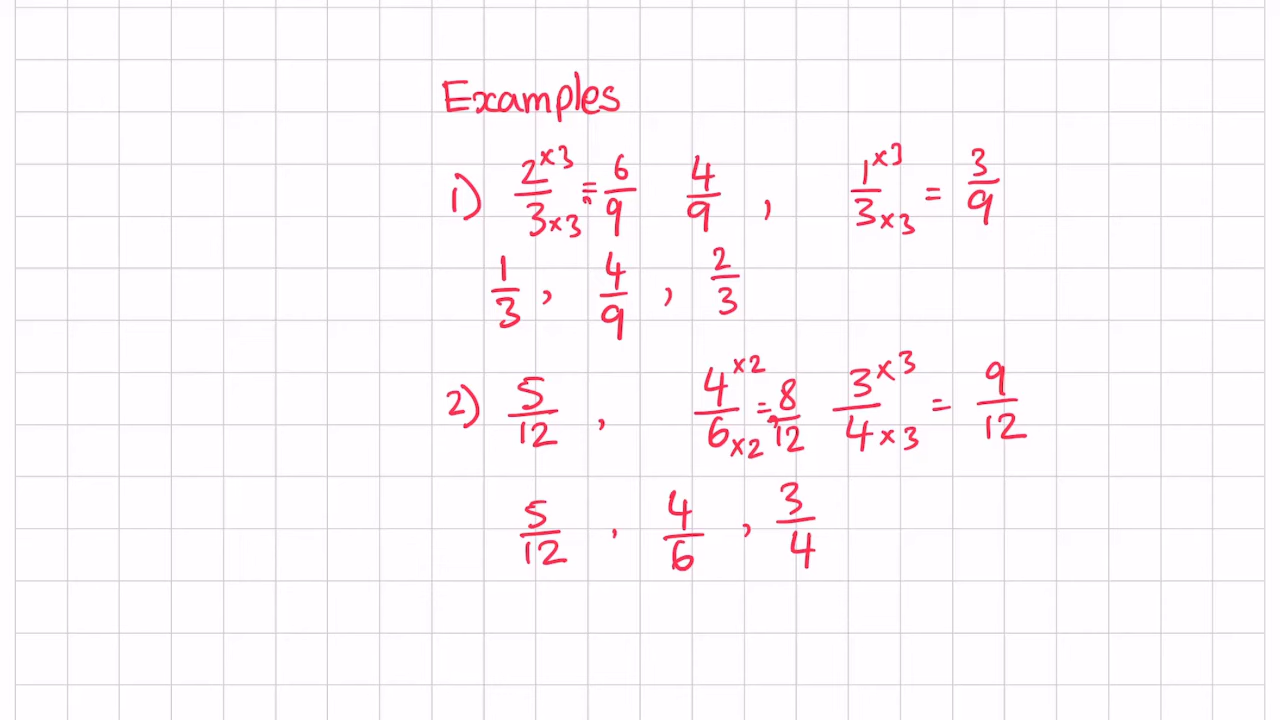 Examples
1) 2/3 ×3/×3 = 6/9 4/9 , 1/3 ×3/×3 = 3/9
1/3 , 4/9 , 2/3
2) 5/12 , 4/6 ×2/×2 = 8/12 3/4 ×3/×3 = 9/12
5/12 , 4/6 , 3/4